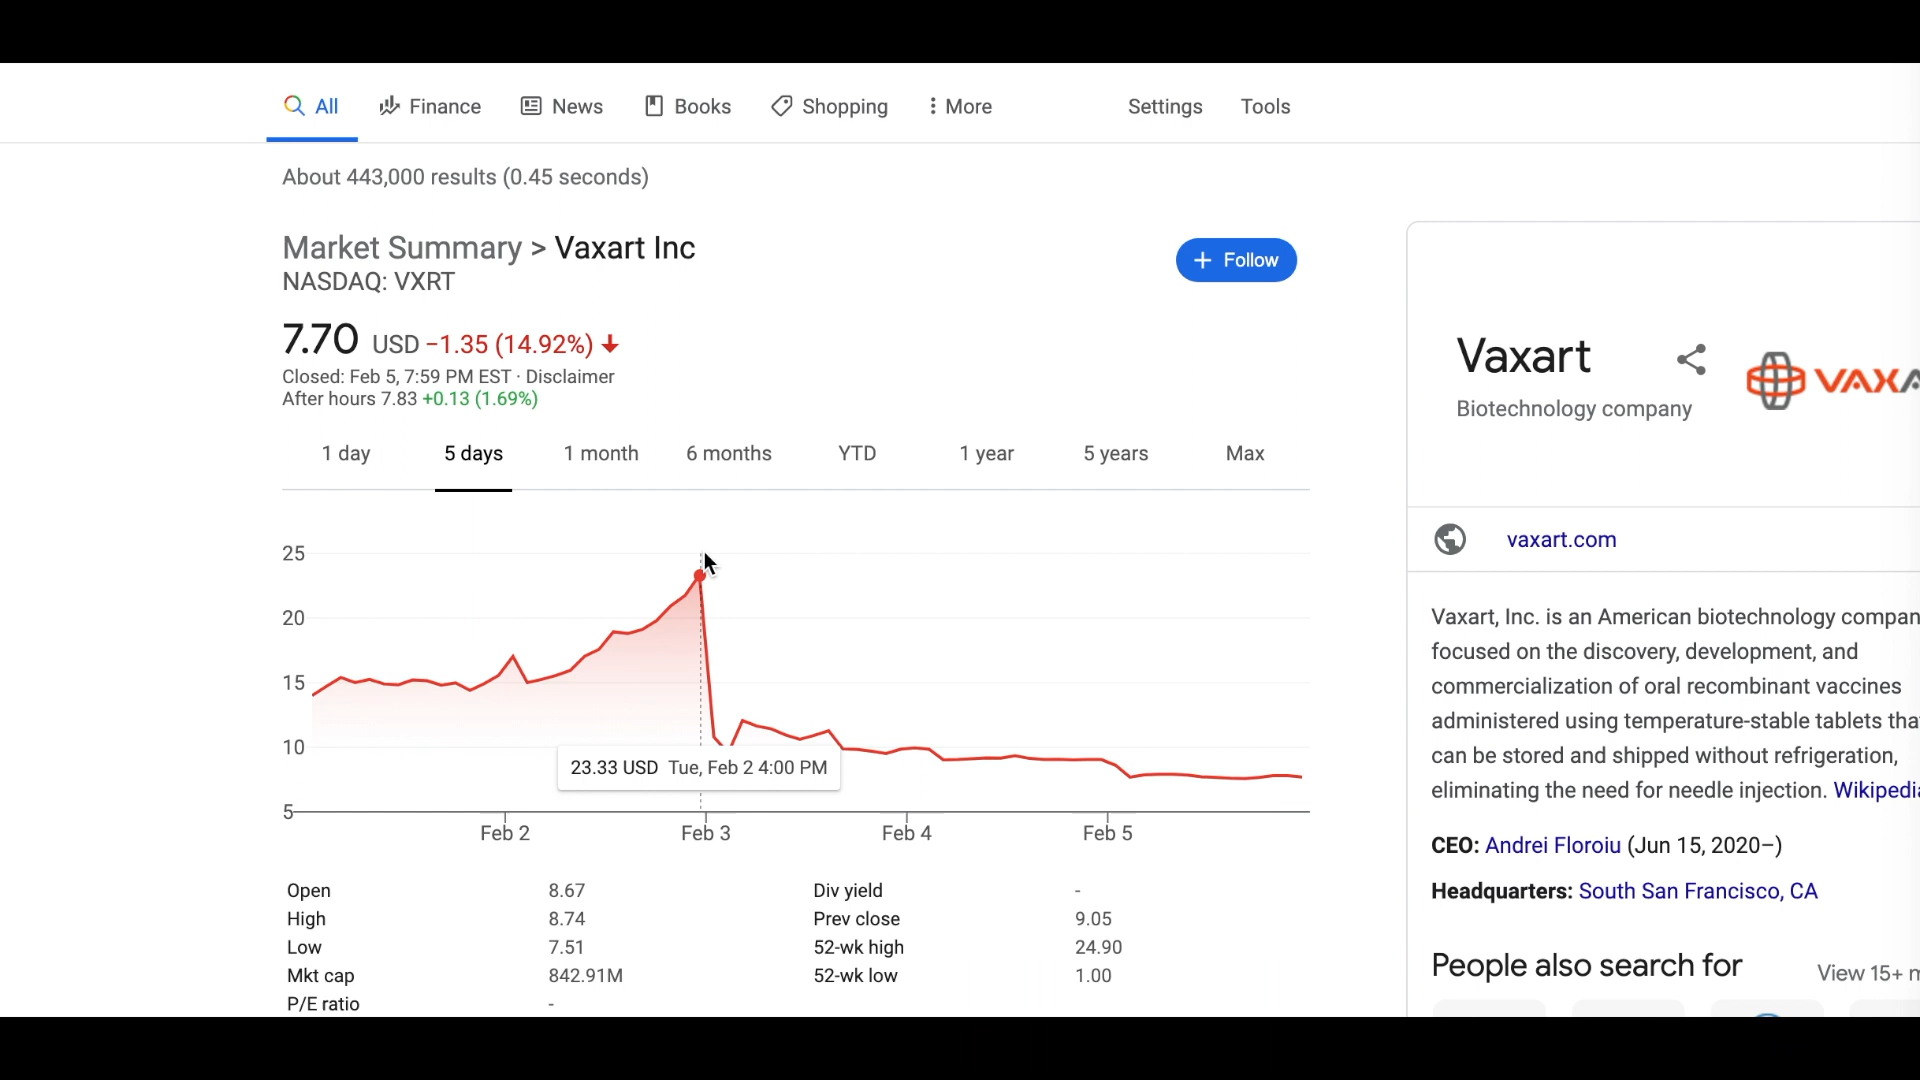 All
Finance
News
Books
Shopping
More
Settings
Tools
About 443,000 results (0.45 seconds)
Market Summary > Vaxart Inc
NASDAQ: VXRT
+ Follow
7.70 USD −1.35 (14.92%)
Closed: Feb 5, 7:59 PM EST · Disclaimer
After hours 7.83 +0.13 (1.69%)
1 day
5 days
1 month
6 months
YTD
1 year
5 years
Max
25
20
15
10
5
23.33 USD Tue, Feb 2 4:00 PM
Feb 2
Feb 3
Feb 4
Feb 5
Open 8.67
High 8.74
Low 7.51
Mkt cap 842.91M
P/E ratio -
Div yield -
Prev close 9.05
52-wk high 24.90
52-wk low 1.00
Vaxart
Biotechnology company
VAXA
vaxart.com
Vaxart, Inc. is an American biotechnology compan
focused on the discovery, development, and
commercialization of oral recombinant vaccines
administered using temperature-stable tablets tha
can be stored and shipped without refrigeration,
eliminating the need for needle injection. Wikipedia
CEO: Andrei Floroiu (Jun 15, 2020–)
Headquarters: South San Francisco, CA
People also search for
View 15+ m